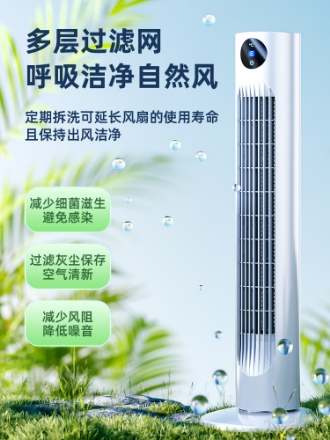 多层过滤网
呼吸洁净自然风
定期拆洗可延长风扇的使用寿命
且保持出风洁净
减少细菌滋生
避免感染
过滤灰尘保存
空气清新
减少风阻
降低噪音